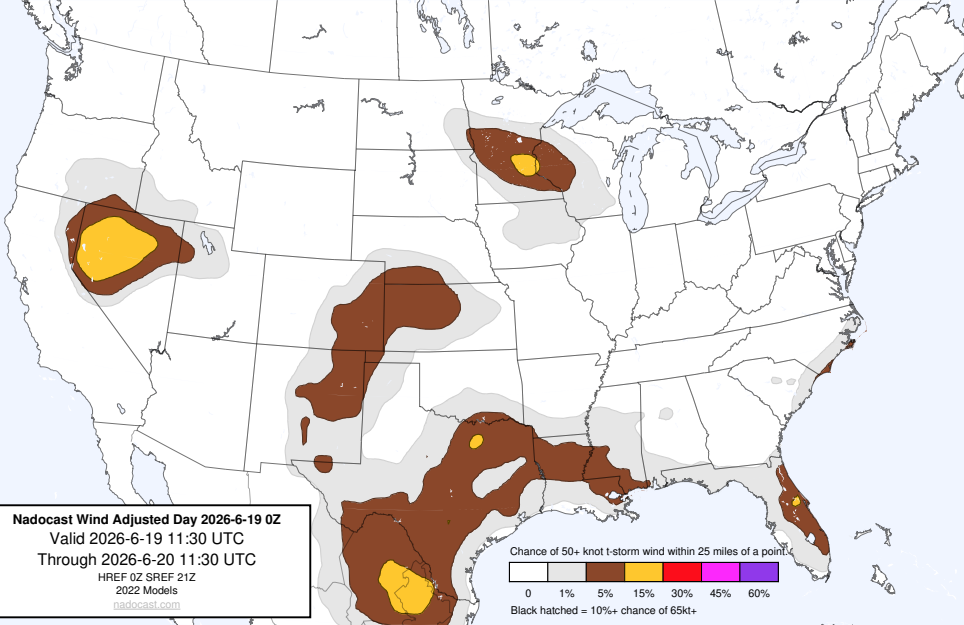 Nadocast Wind Adjusted Day 2026-6-19 0Z
Valid 2026-6-19 11:30 UTC
Through 2026-6-20 11:30 UTC
HREF 0Z SREF 21Z
2022 Models
nadocast.com
Chance of 50+ knot t-storm wind within 25 miles of a point.
0 1% 5% 15% 30% 45% 60%
Black hatched = 10%+ chance of 65kt+